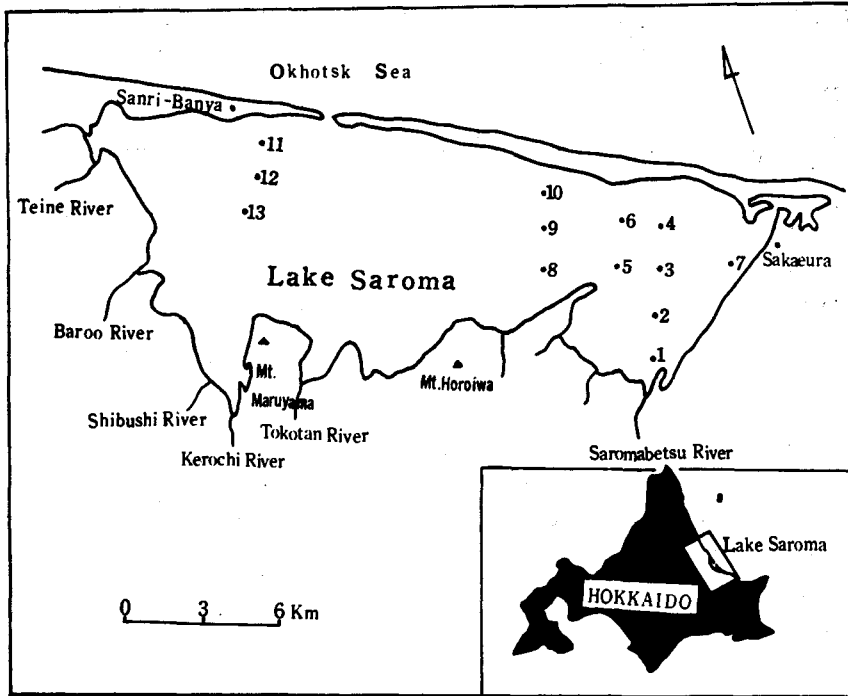 Okhotsk Sea
Sanri-Banya
11
12
13
10
9
8
6
4
5
3
7
2
1
Sakaeura
Teine River
Lake Saroma
Baroo River
Mt.
Maruyama
Mt.Horoiwa
Shibushi River
Tokotan River
Kerochi River
Saromabetsu River
0 3 6 Km
Lake Saroma
HOKKAIDO